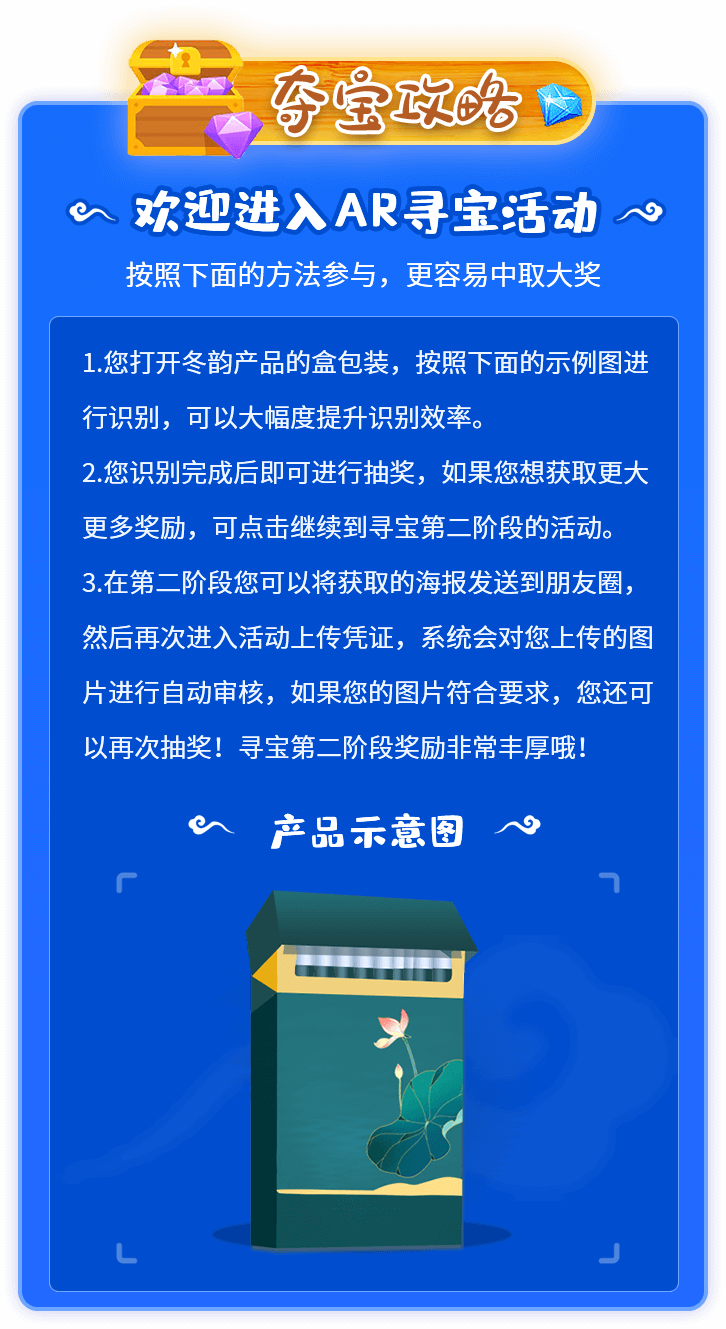 夺宝攻略
欢迎进入AR寻宝活动
按照下面的方法参与，更容易中取大奖
1.您打开冬韵产品的盒包装，按照下面的示例图进
行识别，可以大幅度提升识别效率。
2.您识别完成后即可进行抽奖，如果您想获取更大
更多奖励，可点击继续到寻宝第二阶段的活动。
3.在第二阶段您可以将获取的海报发送到朋友圈，
然后再次进入活动上传凭证，系统会对您上传的图
片进行自动审核，如果您的图片符合要求，您还可
以再次抽奖！寻宝第二阶段奖励非常丰厚哦！
产品示意图